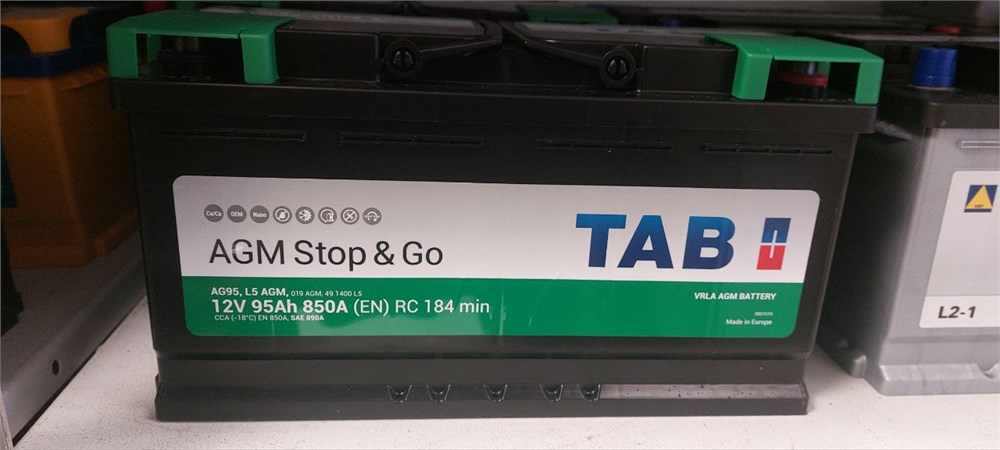 Ca/Ca OEM Nano
AGM Stop & Go
TAB
AG95, L5 AGM, 019 AGM, 49 1400 L5
12V 95Ah 850A (EN) RC 184 min
CCA (-18°C) EN 850A, SAE 890A
VRLA AGM BATTERY
Made in Europe
L2-1